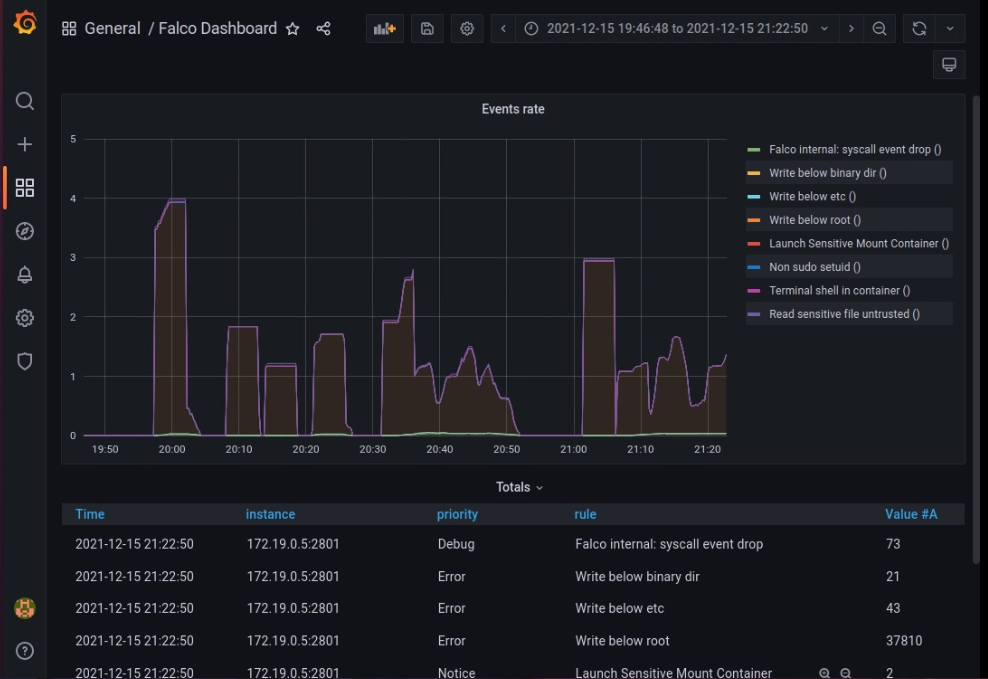 General / Falco Dashboard
2021-12-15 19:46:48 to 2021-12-15 21:22:50
Events rate
5
4
3
2
1
0
19:50 20:00 20:10 20:20 20:30 20:40 20:50 21:00 21:10 21:20
Falco internal: syscall event drop ()
Write below binary dir ()
Write below etc ()
Write below root ()
Launch Sensitive Mount Container ()
Non sudo setuid ()
Terminal shell in container ()
Read sensitive file untrusted ()
Totals
Time instance priority rule Value #A
2021-12-15 21:22:50 172.19.0.5:2801 Debug Falco internal: syscall event drop 73
2021-12-15 21:22:50 172.19.0.5:2801 Error Write below binary dir 21
2021-12-15 21:22:50 172.19.0.5:2801 Error Write below etc 43
2021-12-15 21:22:50 172.19.0.5:2801 Error Write below root 37810
2021-12-15 21:22:50 172.19.0.5:2801 Notice Launch Sensitive Mount Container 2